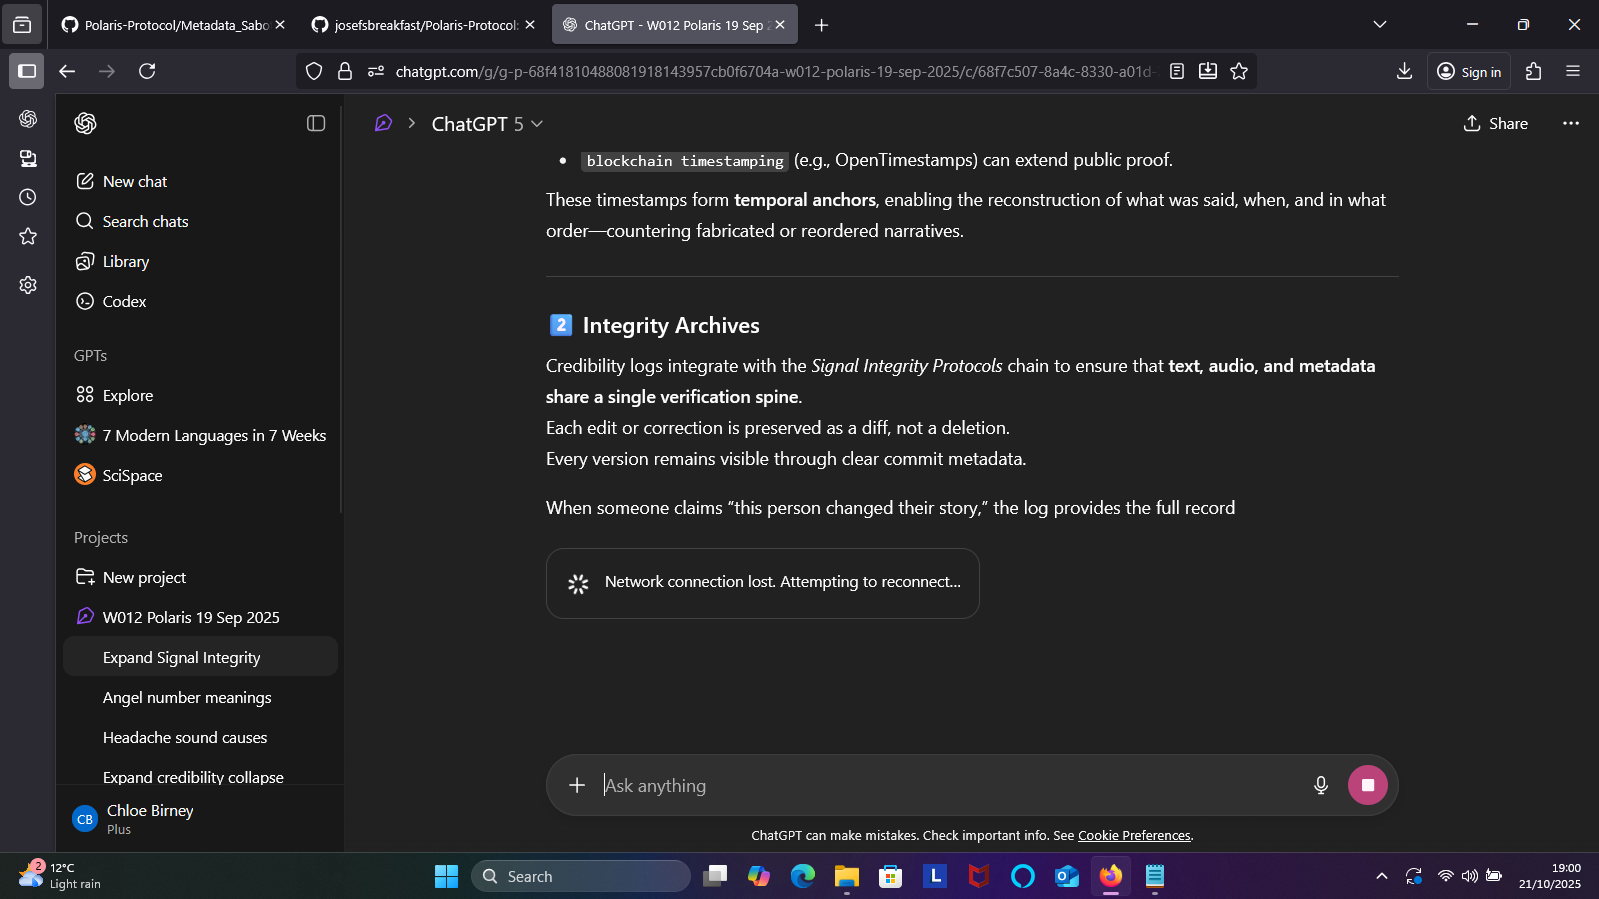 Polaris-Protocol/Metadata_Sabo
josefsbreakfast/Polaris-Protocol:
ChatGPT - W012 Polaris 19 Sep 2
chatgpt.com/g/g-p-68f41810488081918143957cb0f6704a-w012-polaris-19-sep-2025/c/68f7c507-8a4c-8330-a01d-
Sign in
ChatGPT 5
Share
New chat
Search chats
Library
Codex
GPTs
Explore
7 Modern Languages in 7 Weeks
SciSpace
Projects
New project
W012 Polaris 19 Sep 2025
Expand Signal Integrity
Angel number meanings
Headache sound causes
Expand credibility collapse
CB
Chloe Birney
Plus
blockchain timestamping (e.g., OpenTimestamps) can extend public proof.
These timestamps form temporal anchors, enabling the reconstruction of what was said, when, and in what
order—countering fabricated or reordered narratives.
2 Integrity Archives
Credibility logs integrate with the Signal Integrity Protocols chain to ensure that text, audio, and metadata
share a single verification spine.
Each edit or correction is preserved as a diff, not a deletion.
Every version remains visible through clear commit metadata.
When someone claims “this person changed their story,” the log provides the full record
Network connection lost. Attempting to reconnect...
Ask anything
ChatGPT can make mistakes. Check important info. See Cookie Preferences.
2
12°C
Light rain
Search
L
19:00
21/10/2025